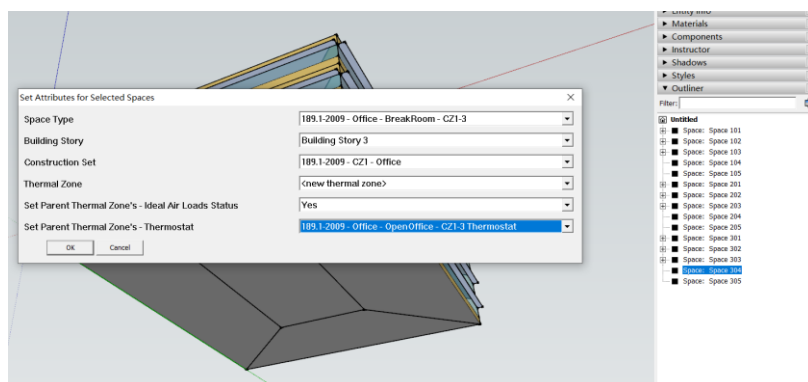 Entity Info
Materials
Components
Instructor
Shadows
Styles
Outliner
Filter:
Untitled
Space: Space 101
Space: Space 102
Space: Space 103
Space: Space 104
Space: Space 105
Space: Space 201
Space: Space 202
Space: Space 203
Space: Space 204
Space: Space 205
Space: Space 301
Space: Space 302
Space: Space 303
Space: Space 304
Space: Space 305
Set Attributes for Selected Spaces
Space Type 189.1-2009 - Office - BreakRoom - CZ1-3
Building Story Building Story 3
Construction Set 189.1-2009 - CZ1 - Office
Thermal Zone <new thermal zone>
Set Parent Thermal Zone's - Ideal Air Loads Status Yes
Set Parent Thermal Zone's - Thermostat 189.1-2009 - Office - OpenOffice - CZ1-3 Thermostat
OK Cancel